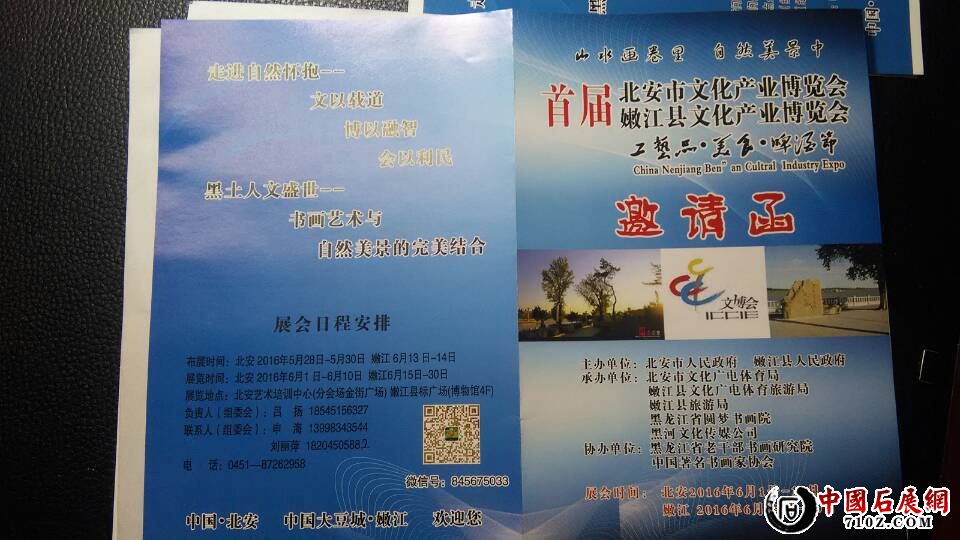 走进自然怀抱--
文以载道
博以融智
会以利民
黑土人文盛世--
书画艺术与
自然美景的完美结合
展会日程安排
布展时间：北安 2016年5月28日-5月30日 嫩江 6月13日-14日
展览时间：北安 2016年6月1日-6月10日 嫩江6月15日-30日
展览地点：北安艺术培训中心(分会场金街广场) 嫩江县标广场(博物馆4F)
负责人（组委会）：吕 扬 18545156327
联系人（组委会）：申 海 13998343544
刘丽萍 18204505882
电 话：0451—87262958
微信号：845675033
中国·北安 中国大豆城·嫩江 欢迎您
山水画卷里 自然美景中
首届
北安市文化产业博览会
嫩江县文化产业博览会
工艺品·美食·啤酒节
China Nenjiang Ben" an Cultral Industry Expo
邀请函
文博会
ICCIE
主办单位：北安市人民政府 嫩江县人民政府
承办单位：北安市文化广电体育局
嫩江县文化广电体育旅游局
嫩江县旅游局
黑龙江省圆梦书画院
黑河文化传媒公司
协办单位：黑龙江省老干部书画研究院
中国著名书画家协会
展会时间： 北安2016年6月1
嫩江 2016年6月
中國石展網
7102.COM